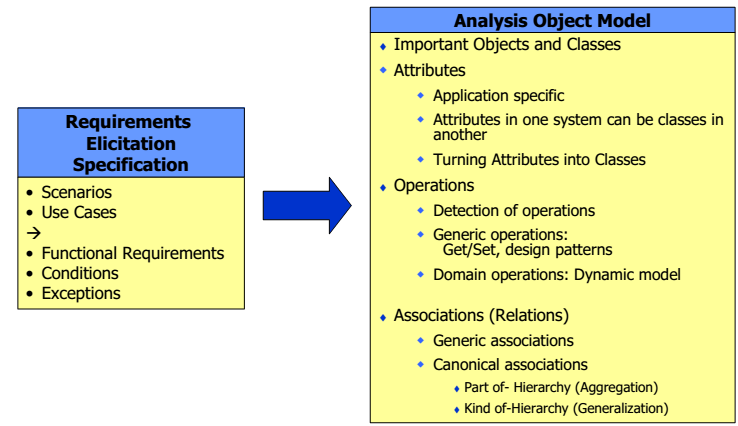 Requirements
Elicitation
Specification
• Scenarios
• Use Cases
→
• Functional Requirements
• Conditions
• Exceptions
Analysis Object Model
♦ Important Objects and Classes
♦ Attributes
♦ Application specific
♦ Attributes in one system can be classes in
another
♦ Turning Attributes into Classes
♦ Operations
♦ Detection of operations
♦ Generic operations:
Get/Set, design patterns
♦ Domain operations: Dynamic model
♦ Associations (Relations)
♦ Generic associations
♦ Canonical associations
♦ Part of- Hierarchy (Aggregation)
♦ Kind of-Hierarchy (Generalization)